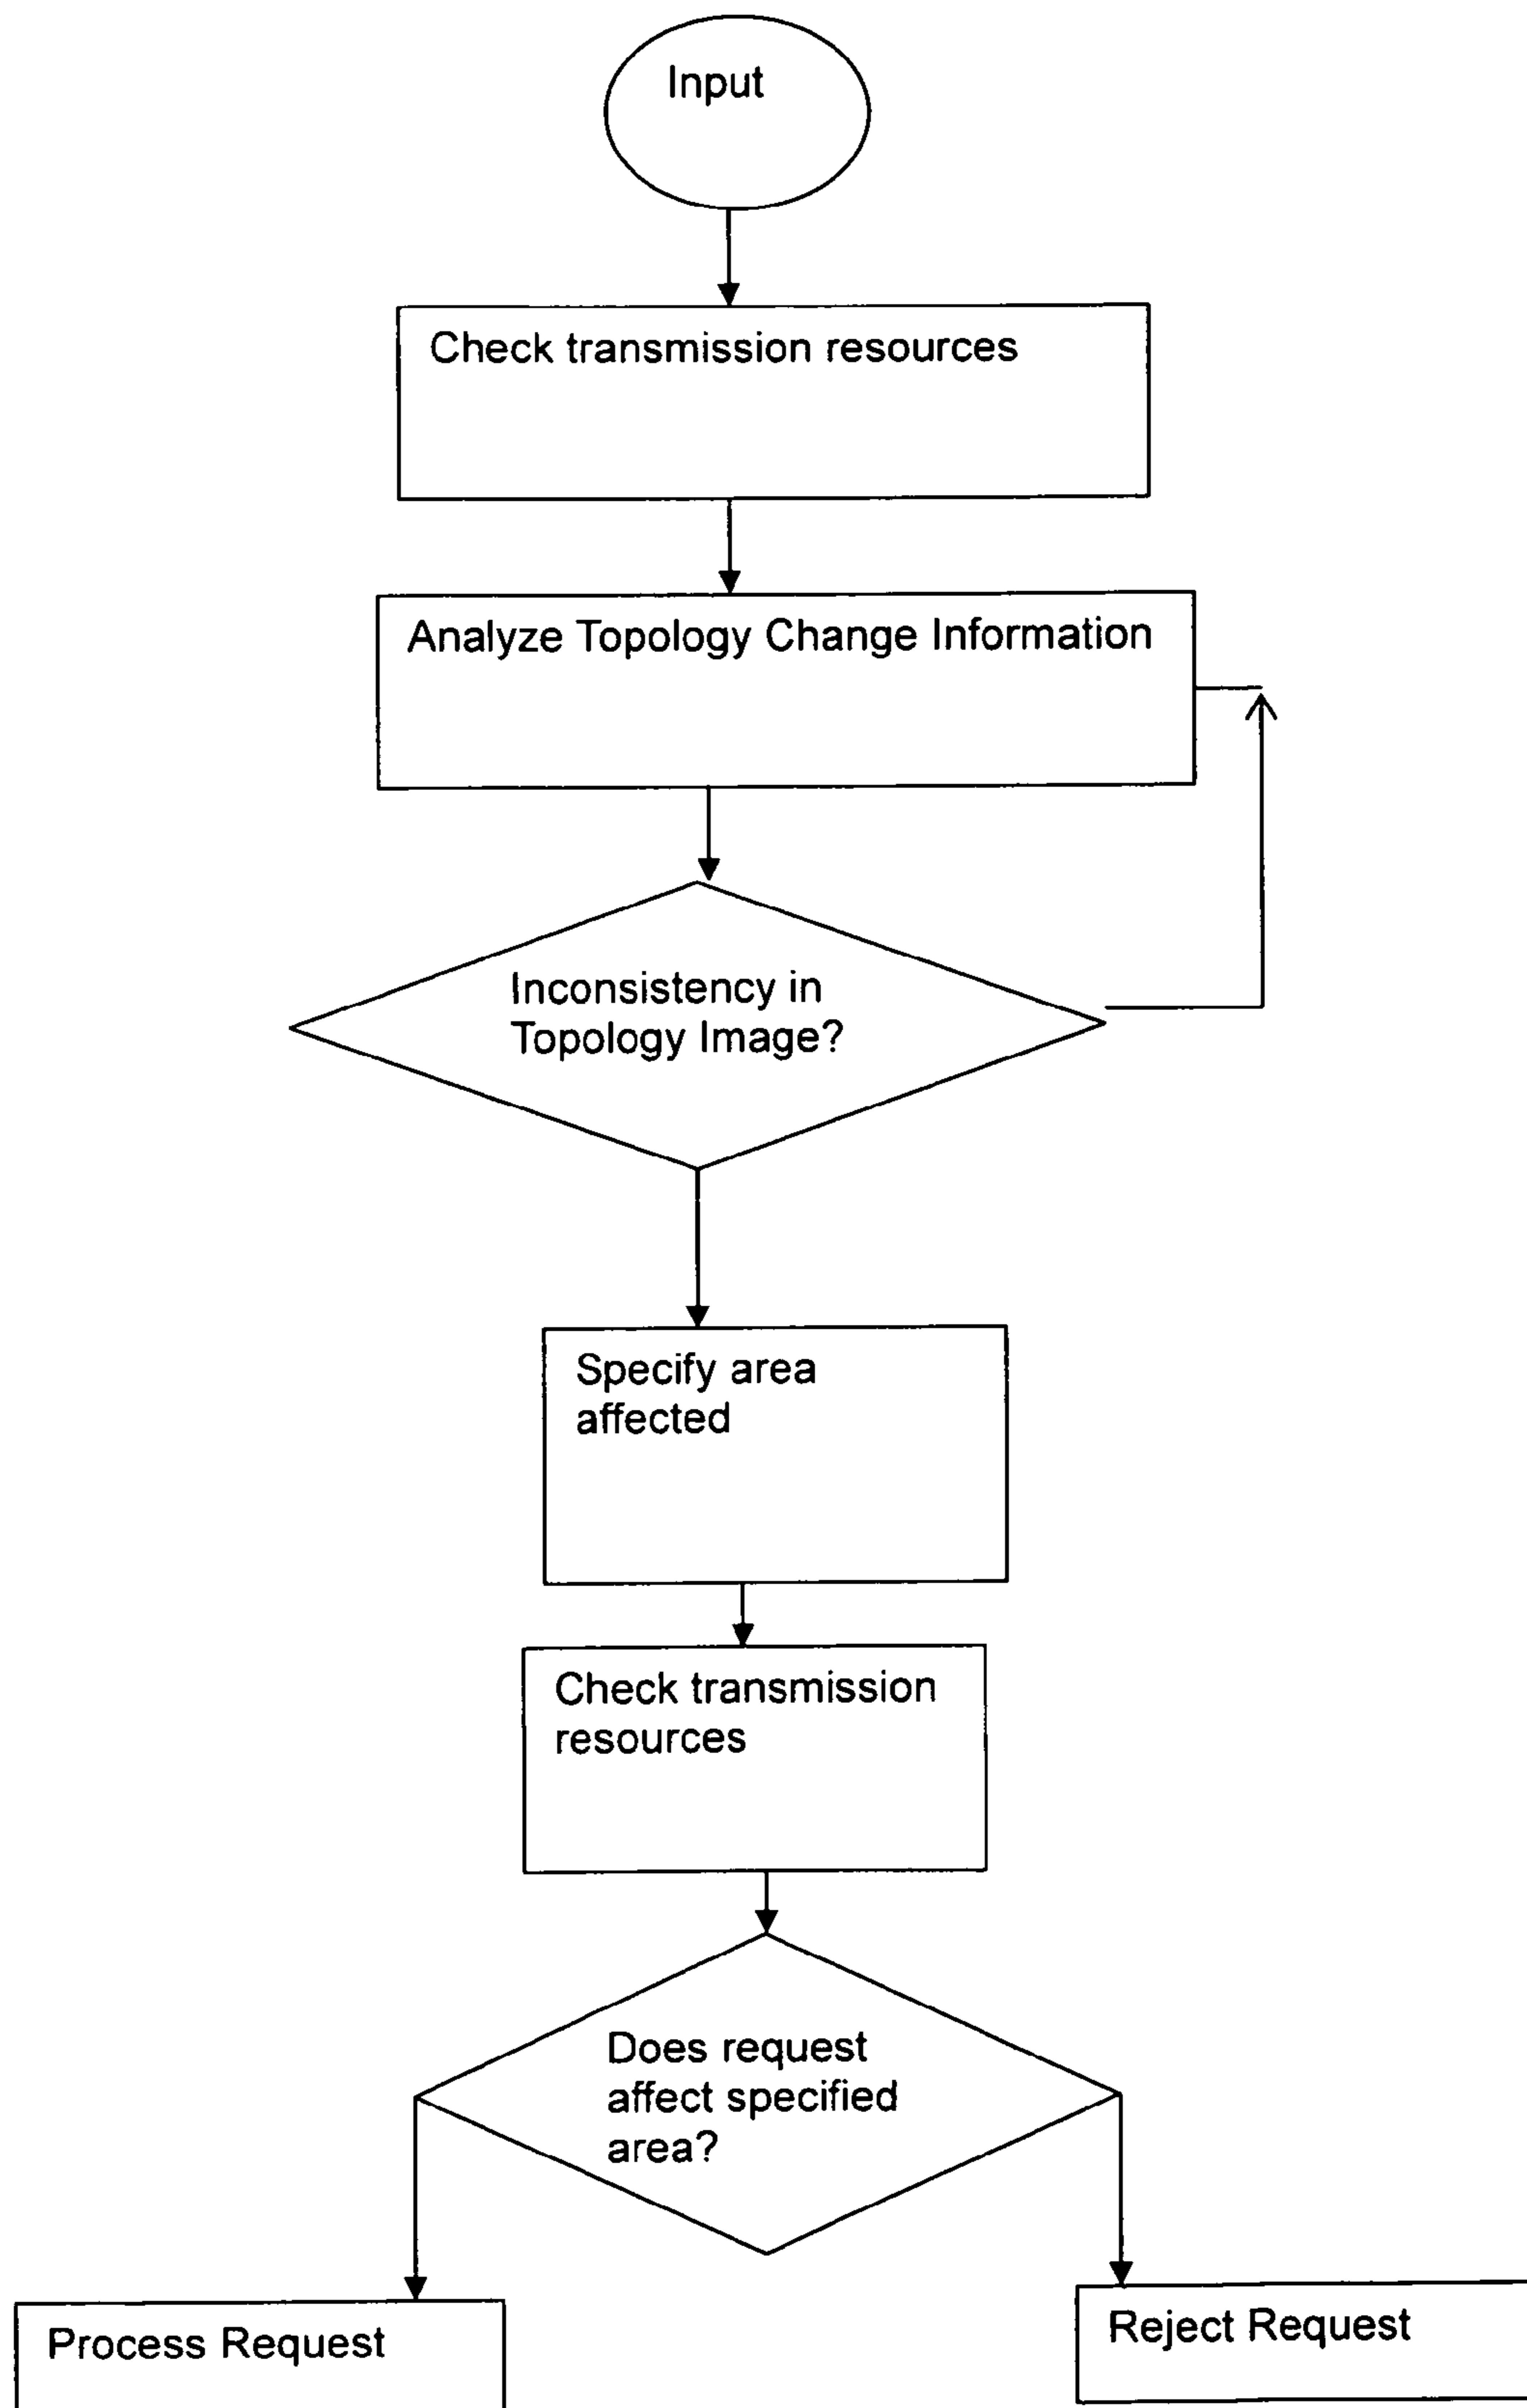 Input
Check transmission resources
Analyze Topology Change Information
Inconsistency in
Topology Image?
Specify area
affected
Check transmission
resources
Does request
affect specified
area?
Process Request
Reject Request